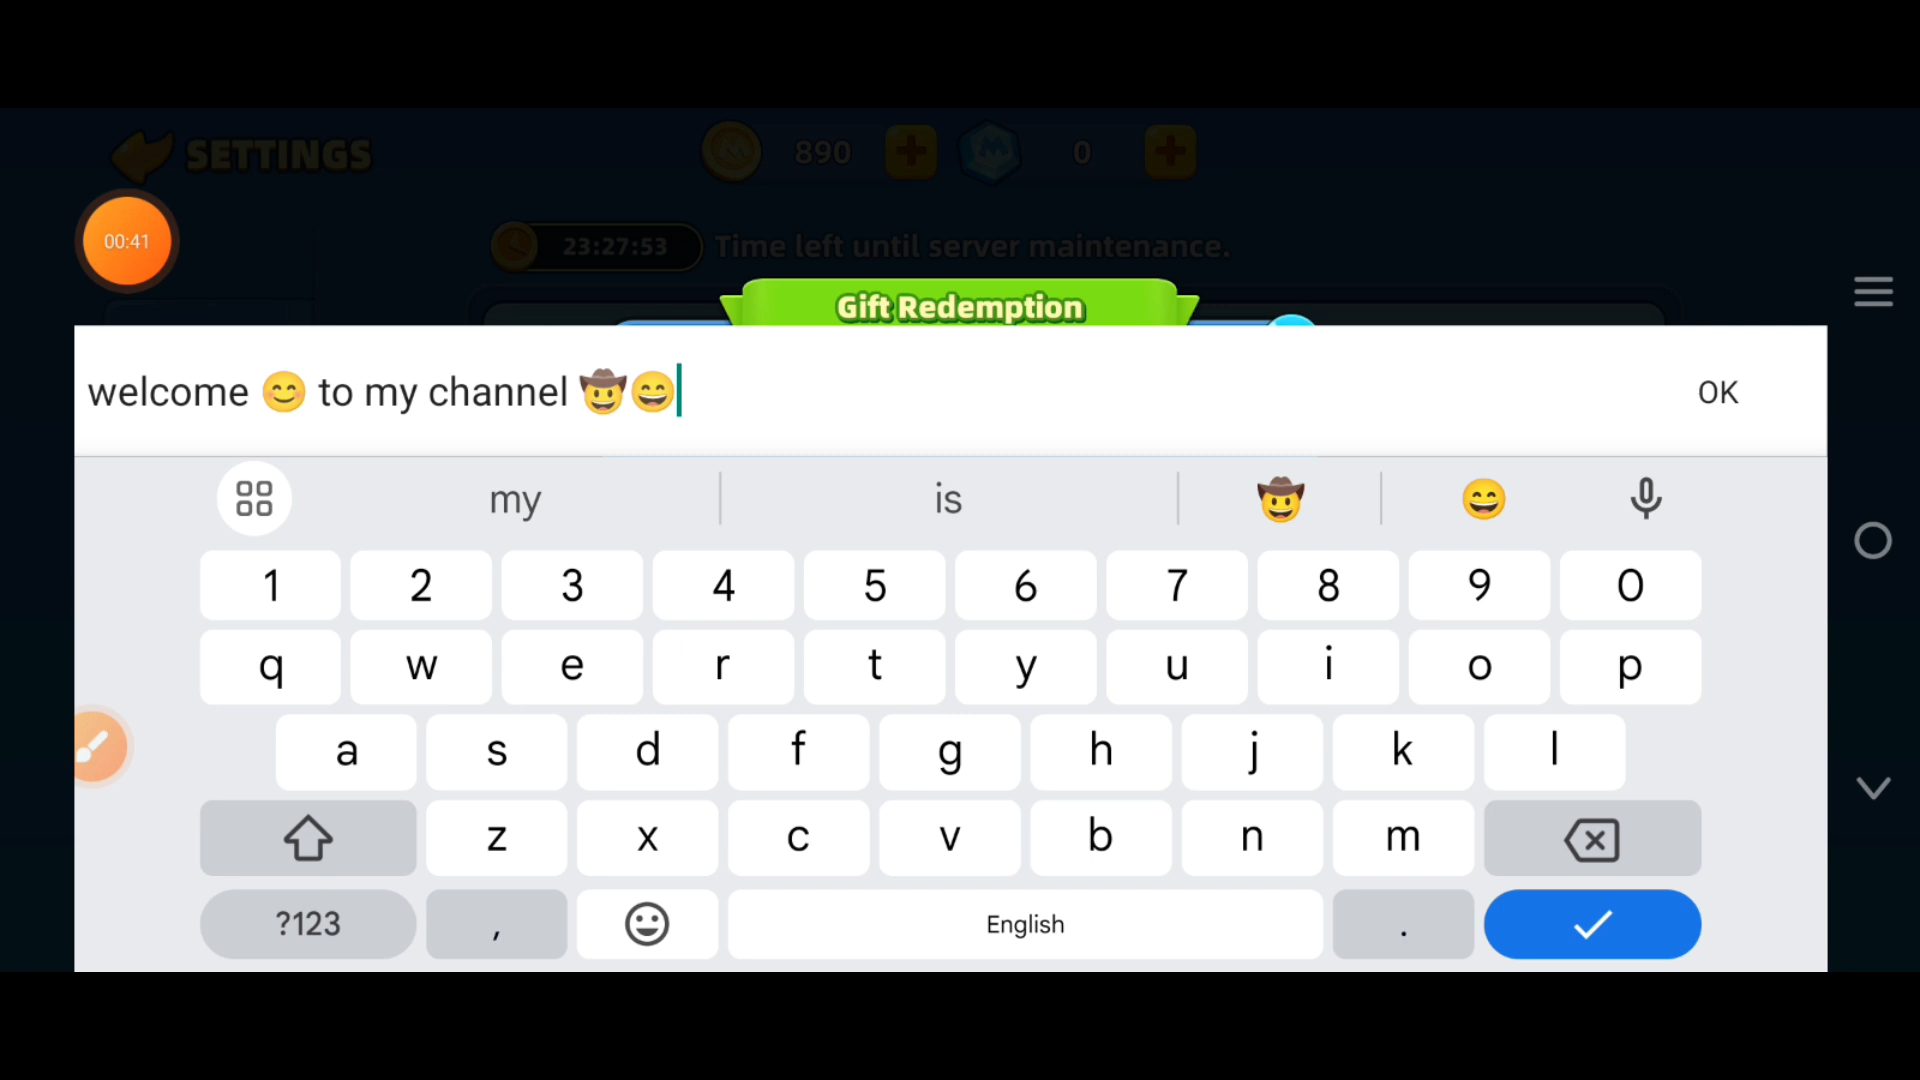 SETTINGS
890
0
00:41
23:27:53 Time left until server maintenance.
Gift Redemption
welcome 😊 to my channel 🤠😄
OK
my is 🤠 😄
1 2 3 4 5 6 7 8 9 0
q w e r t y u i o p
a s d f g h j k l
z x c v b n m
?123 , English .